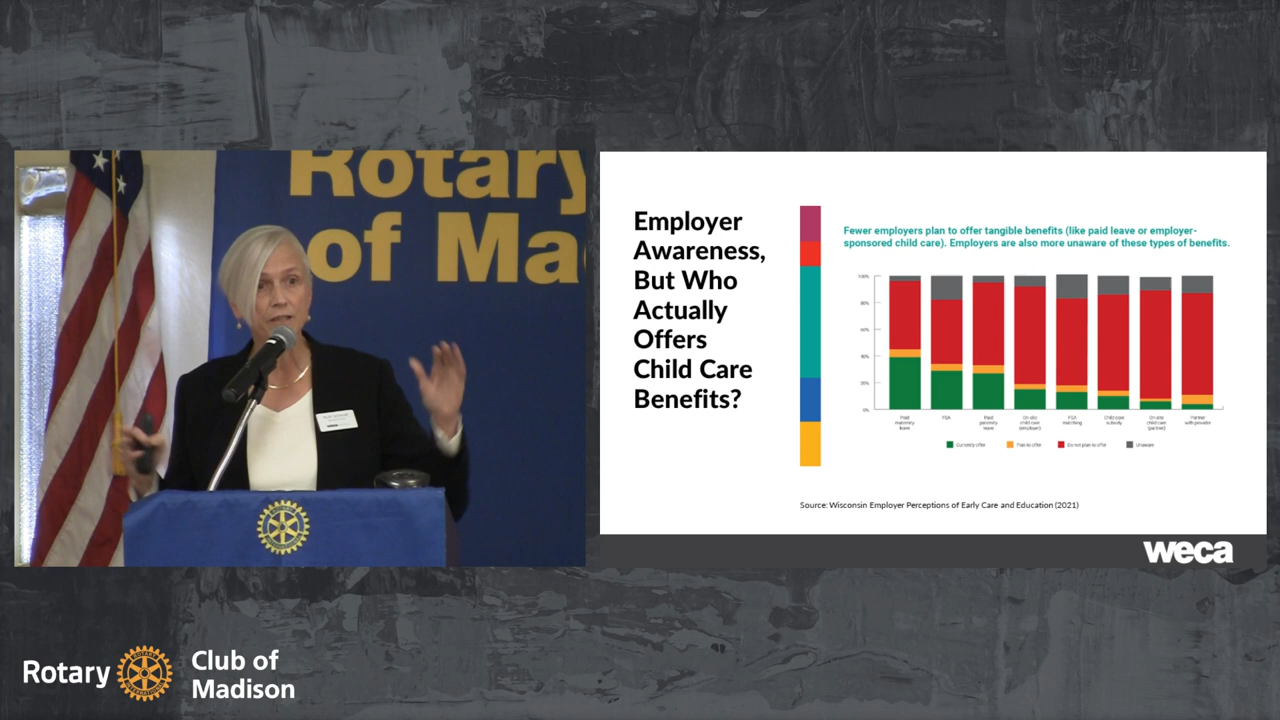 Rotary
of Ma
Employer
Awareness,
But Who
Actually
Offers
Child Care
Benefits?
Fewer employers plan to offer tangible benefits (like paid leave or employer-
sponsored child care). Employers are also more unaware of these types of benefits.
100%
80%
60%
40%
20%
0%
Paid
maternity
leave
FSA
Paid
paternity
leave
On-site
child care
(employer)
FSA
matching
Child care
subsidy
On-site
child care
(partner)
Partner
with provider
Currently offer
Plan to offer
Do not plan to offer
Unaware
Source: Wisconsin Employer Perceptions of Early Care and Education (2021)
weca
Rotary
Club of
Madison